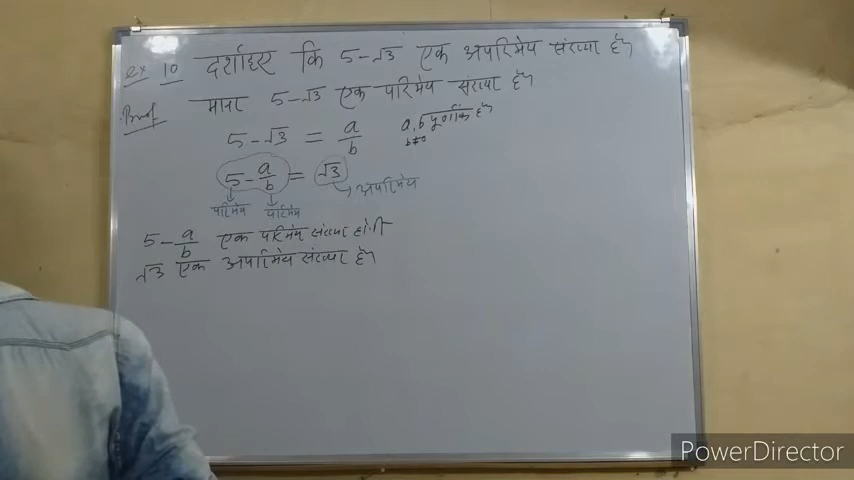 ex 10 दर्शाइए कि 5-√3 एक अपरिमेय संख्या है
Proof माना 5-√3 एक परिमेय संख्या है
5-√3 = a/b a, b पूर्णांक है
b≠0
5-a/b = √3 → अपरिमेय
परिमेय परिमेय
5-a/b एक परिमेय संख्या होगी
√3 एक अपरिमेय संख्या है
PowerDirector